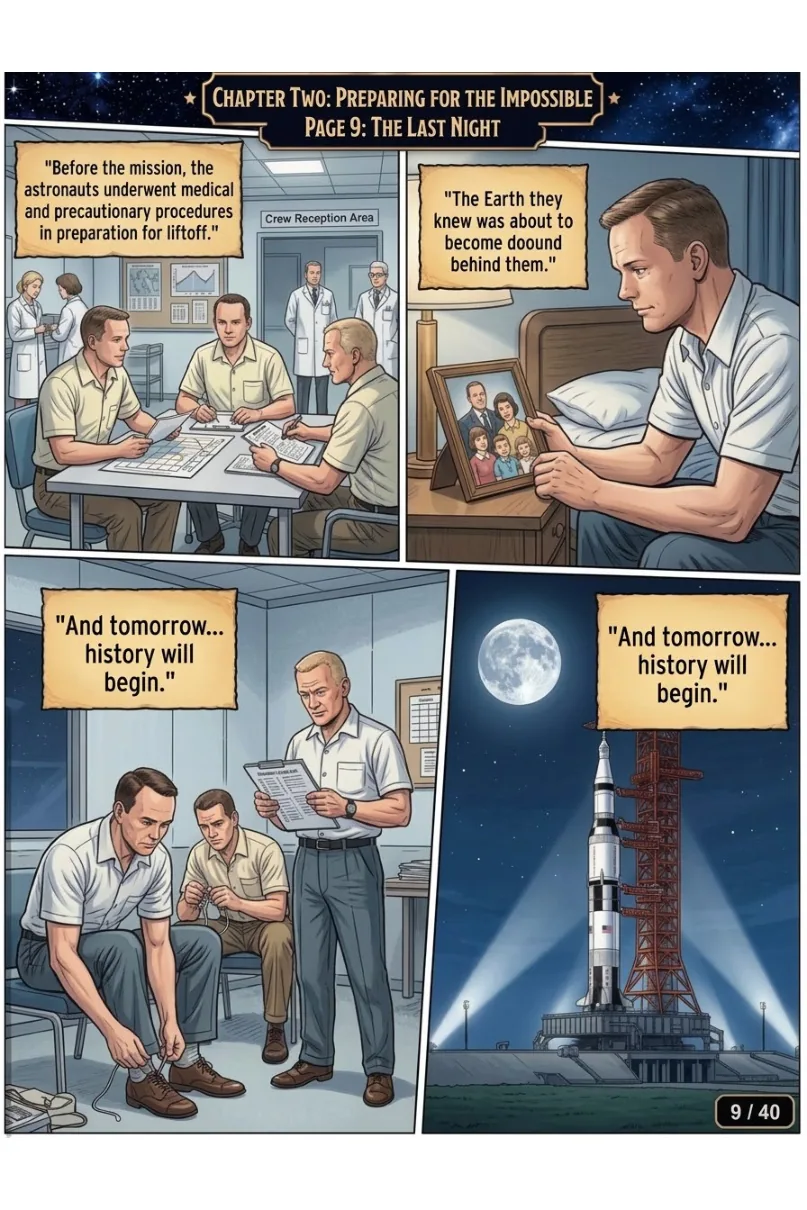 CHAPTER TWO: PREPARING FOR THE IMPOSSIBLE
PAGE 9: THE LAST NIGHT
"Before the mission, the
astronauts underwent medical
and precautionary procedures
in preparation for liftoff."
Crew Reception Area
"The Earth they
knew was about to
become doound
behind them."
"And tomorrow...
history will
begin."
"And tomorrow...
history will
begin."
9 / 40